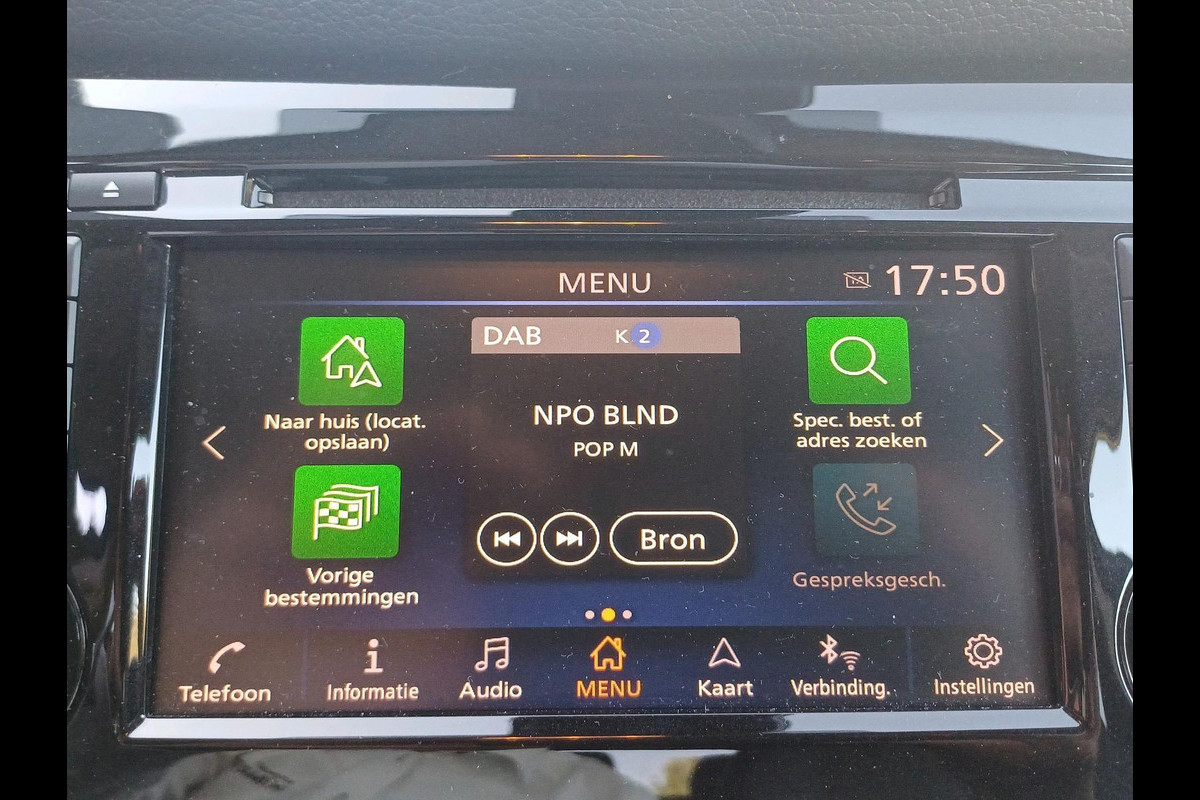 MENU
TA 17:50
DAB K 2
NPO BLND
POP M
Naar huis (locat.
opslaan)
Spec. best. of
adres zoeken
Bron
Vorige
bestemmingen
Gespreksgesch.
Telefoon Informatie Audio MENU Kaart Verbinding. Instellingen